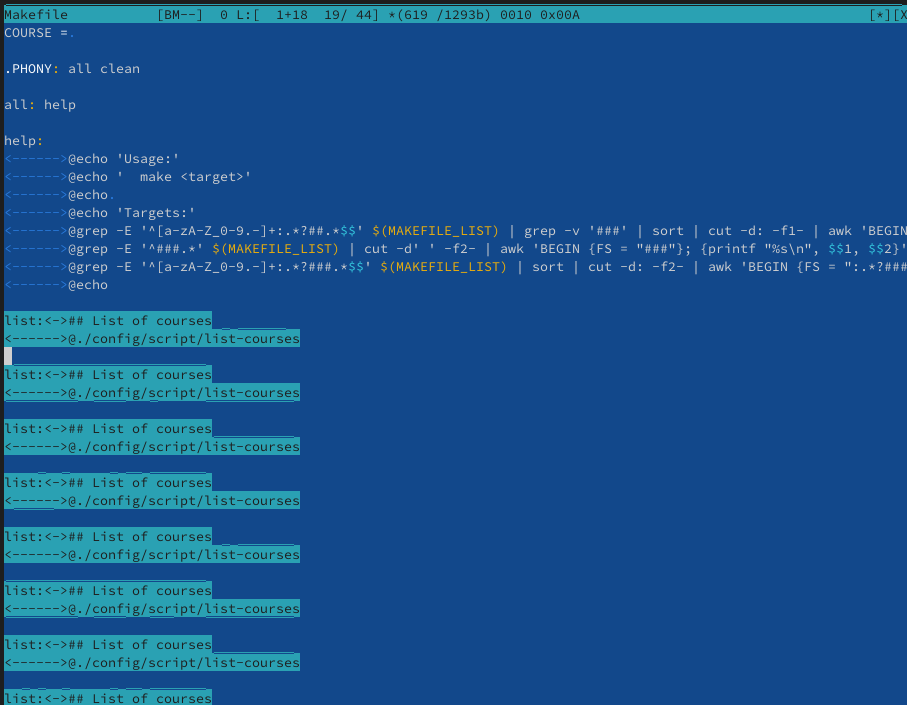 Makefile           [BM--]  0 L:[  1+18  19/ 44] *(619 /1293b) 0010 0x00A                                    [*][X
COURSE =.
.PHONY: all clean
all: help
help:
<------>@echo 'Usage:'
<------>@echo '  make <target>'
<------>@echo.
<------>@echo 'Targets:'
<------>@grep -E '^[a-zA-Z_0-9.-]+:.*?##.*$$' $(MAKEFILE_LIST) | grep -v '###' | sort | cut -d: -f1- | awk 'BEGIN
<------>@grep -E '^###.*' $(MAKEFILE_LIST) | cut -d' ' -f2- | awk 'BEGIN {FS = "###"}; {printf "%s\n", $$1, $$2}'
<------>@grep -E '^[a-zA-Z_0-9.-]+:.*?###.*$$' $(MAKEFILE_LIST) | sort | cut -d: -f2- | awk 'BEGIN {FS = ":.*?###
<------>@echo
list:<->## List of courses
<------>@./config/script/list-courses
list:<->## List of courses
<------>@./config/script/list-courses
list:<->## List of courses
<------>@./config/script/list-courses
list:<->## List of courses
<------>@./config/script/list-courses
list:<->## List of courses
<------>@./config/script/list-courses
list:<->## List of courses
<------>@./config/script/list-courses
list:<->## List of courses
<------>@./config/script/list-courses
list:<->## List of courses